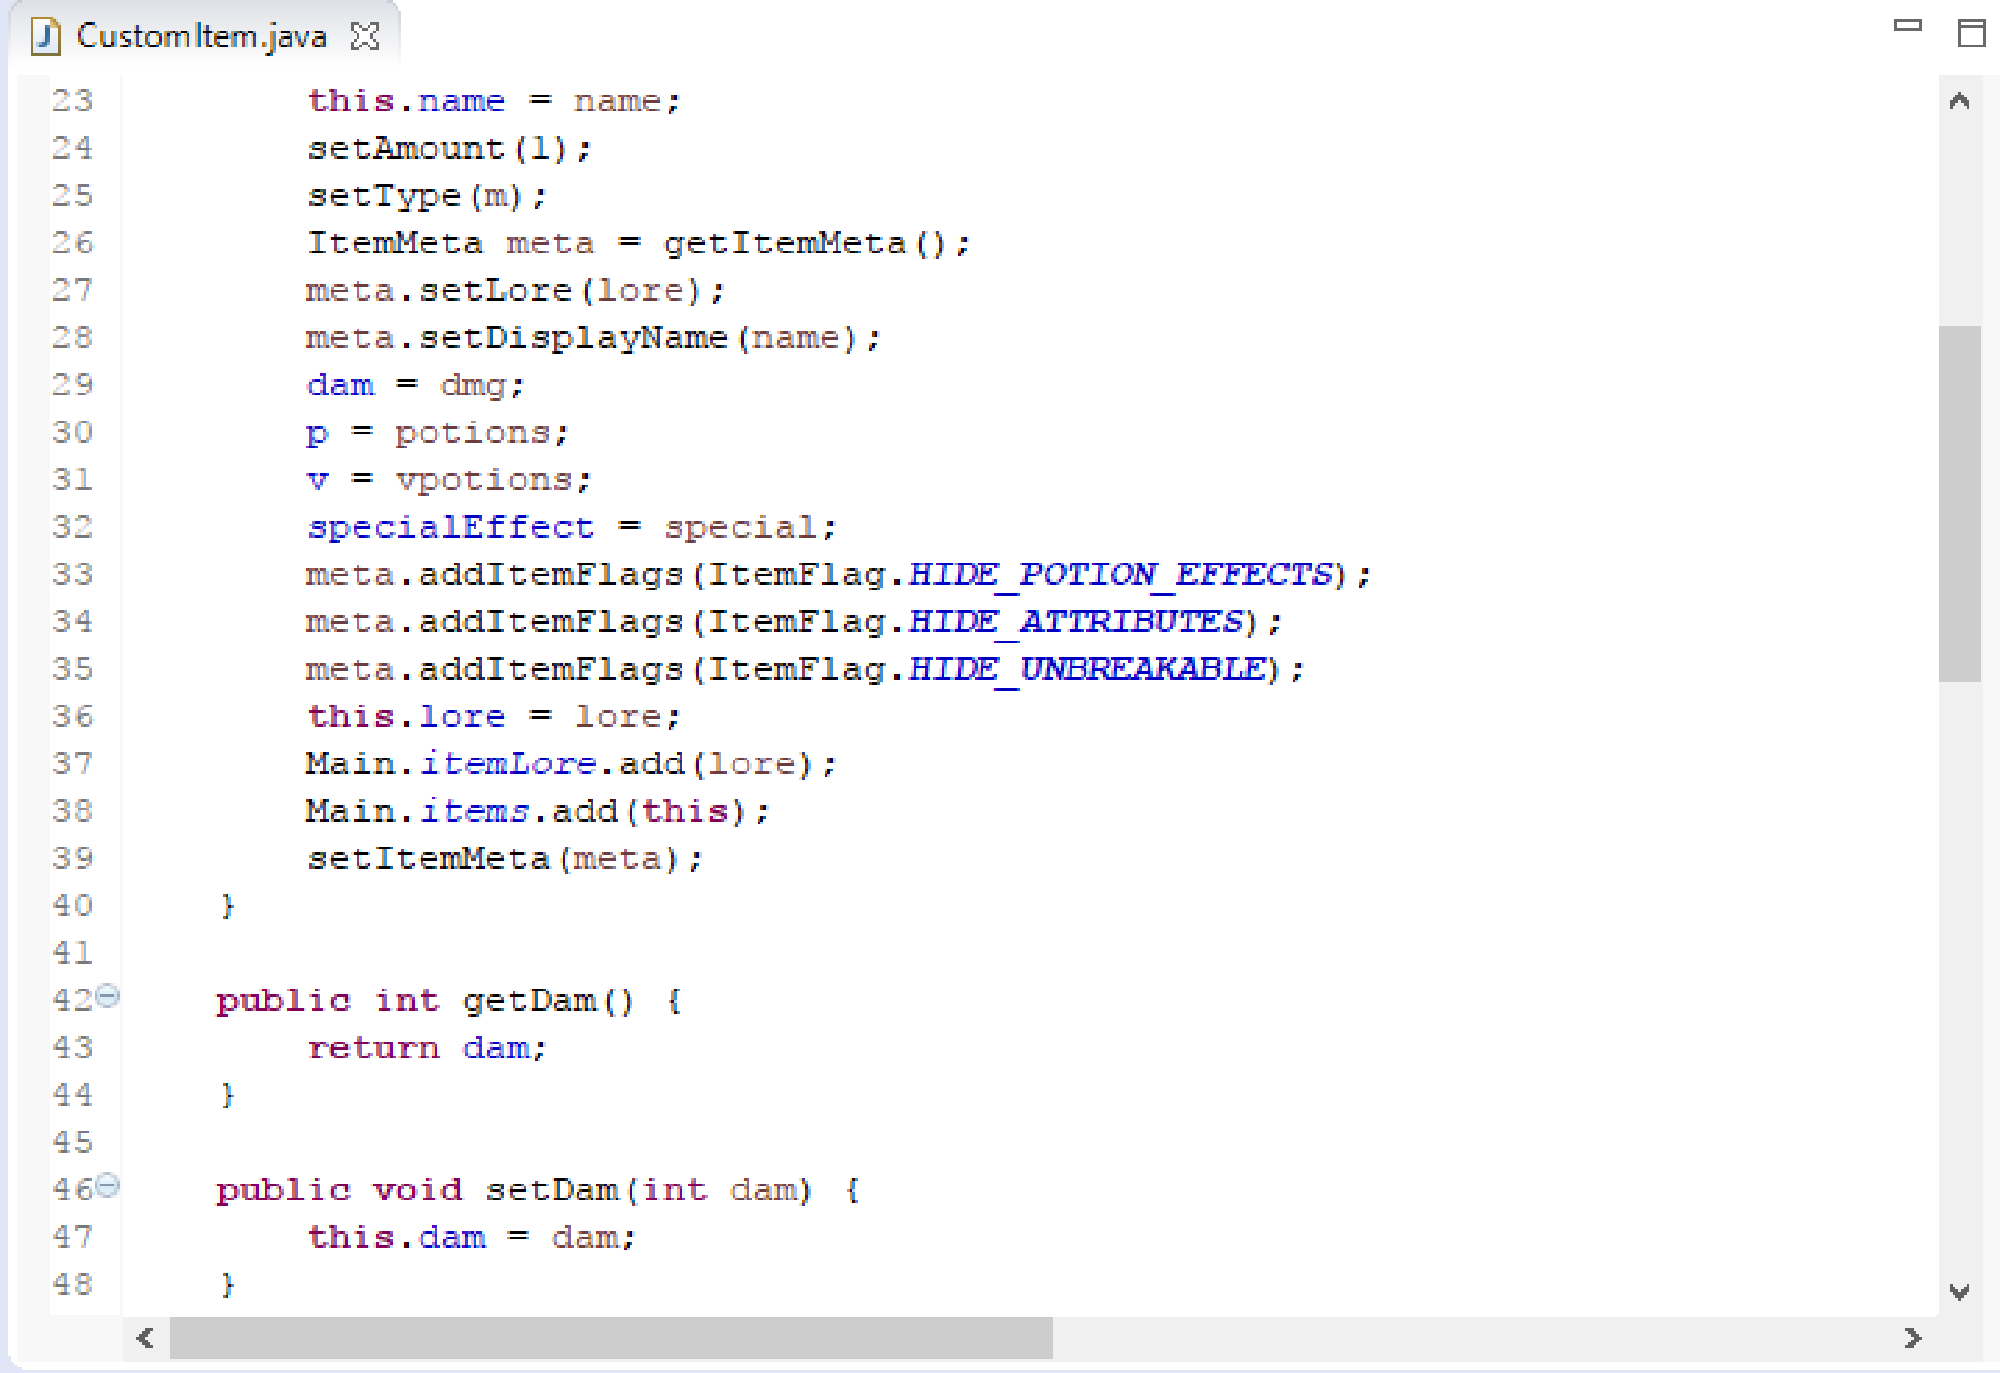 CustomItem.java
23 this.name = name;
24 setAmount(1);
25 setType(m);
26 ItemMeta meta = getItemMeta();
27 meta.setLore(lore);
28 meta.setDisplayName(name);
29 dam = dmg;
30 p = potions;
31 v = vpotions;
32 specialEffect = special;
33 meta.addItemFlags(ItemFlag.HIDE_POTION_EFFECTS);
34 meta.addItemFlags(ItemFlag.HIDE_ATTRIBUTES);
35 meta.addItemFlags(ItemFlag.HIDE_UNBREAKABLE);
36 this.lore = lore;
37 Main.itemLore.add(lore);
38 Main.items.add(this);
39 setItemMeta(meta);
40 }
41
42 public int getDam() {
43 return dam;
44 }
45
46 public void setDam(int dam) {
47 this.dam = dam;
48 }